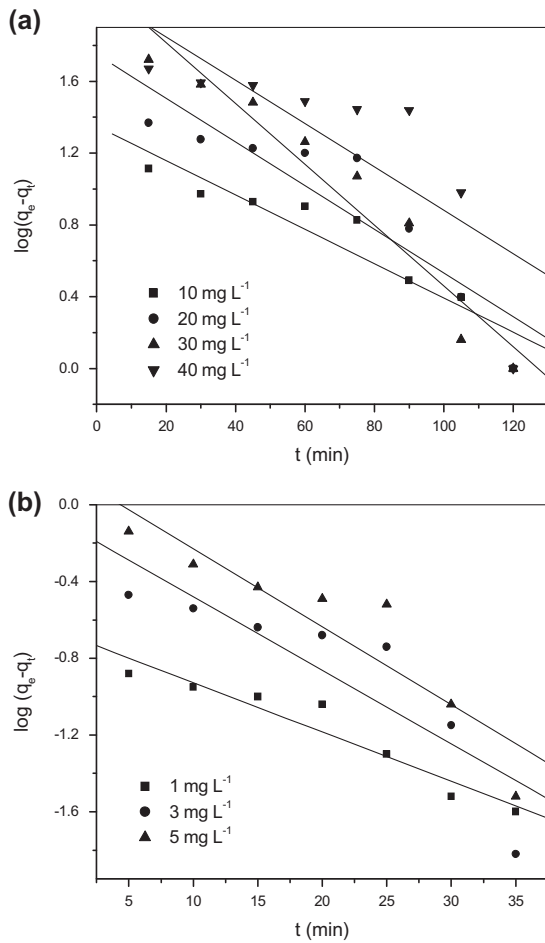 (a)
1.6
1.2
0.8
0.4
0.0
log(qₑ-qₜ)
10 mg L⁻¹
20 mg L⁻¹
30 mg L⁻¹
40 mg L⁻¹
0 20 40 60 80 100 120
t (min)
(b)
0.0
-0.4
-0.8
-1.2
-1.6
log (qₑ-qₜ)
1 mg L⁻¹
3 mg L⁻¹
5 mg L⁻¹
5 10 15 20 25 30 35
t (min)